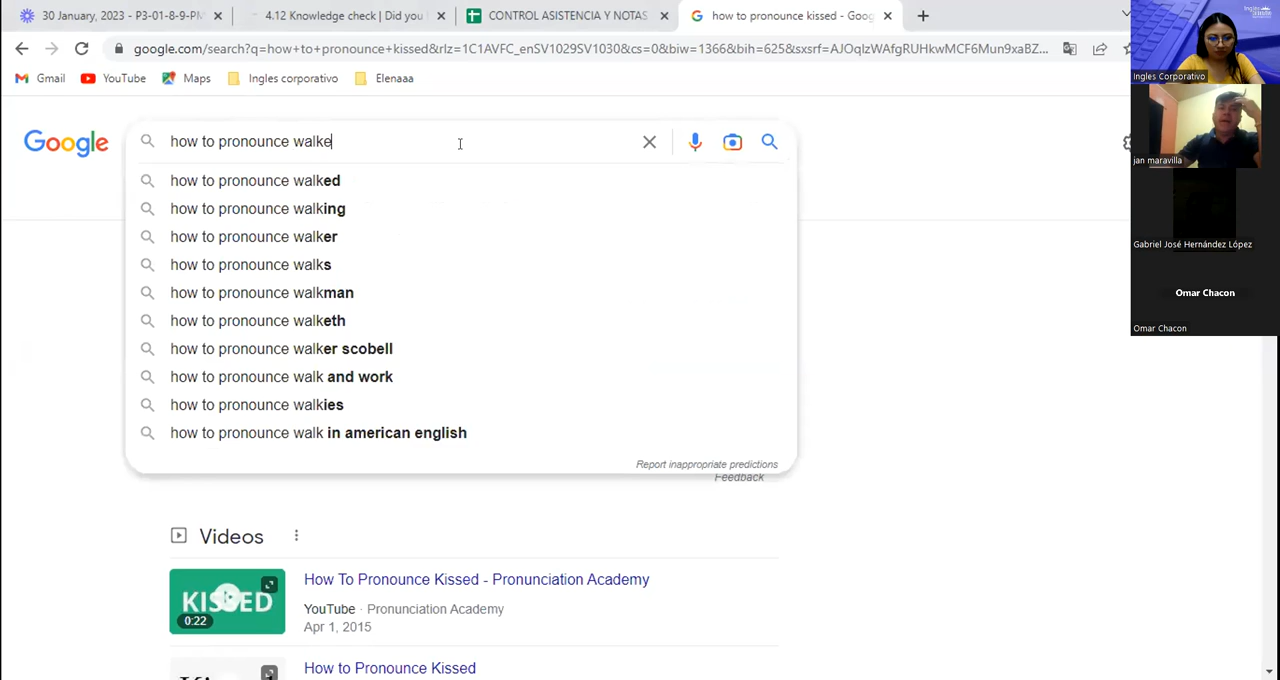 30 January, 2023 - P3-01-8-9-P
4.12 Knowledge check | Did you
CONTROL ASISTENCIA Y NOTAS
how to pronounce kissed - Goog
google.com/search?q=how+to+pronounce+kissed&rlz=1C1AVFC_enSV1029SV1030&cs=0&biw=1366&bih=625&sxsrf=AJOqlzWAfgRUHkwMCF6Mun9xaBZ...
Gmail
YouTube
Maps
Ingles corporativo
Elenaaa
Ingles Corporativo
jan maravilla
Gabriel José Hernández López
Omar Chacon
Omar Chacon
Google
how to pronounce walke
how to pronounce walked
how to pronounce walking
how to pronounce walker
how to pronounce walks
how to pronounce walkman
how to pronounce walketh
how to pronounce walker scobell
how to pronounce walk and work
how to pronounce walkies
how to pronounce walk in american english
Report inappropriate predictions
Feedback
Videos
KISSED
0:22
How To Pronounce Kissed - Pronunciation Academy
YouTube · Pronunciation Academy
Apr 1, 2015
How to Pronounce Kissed